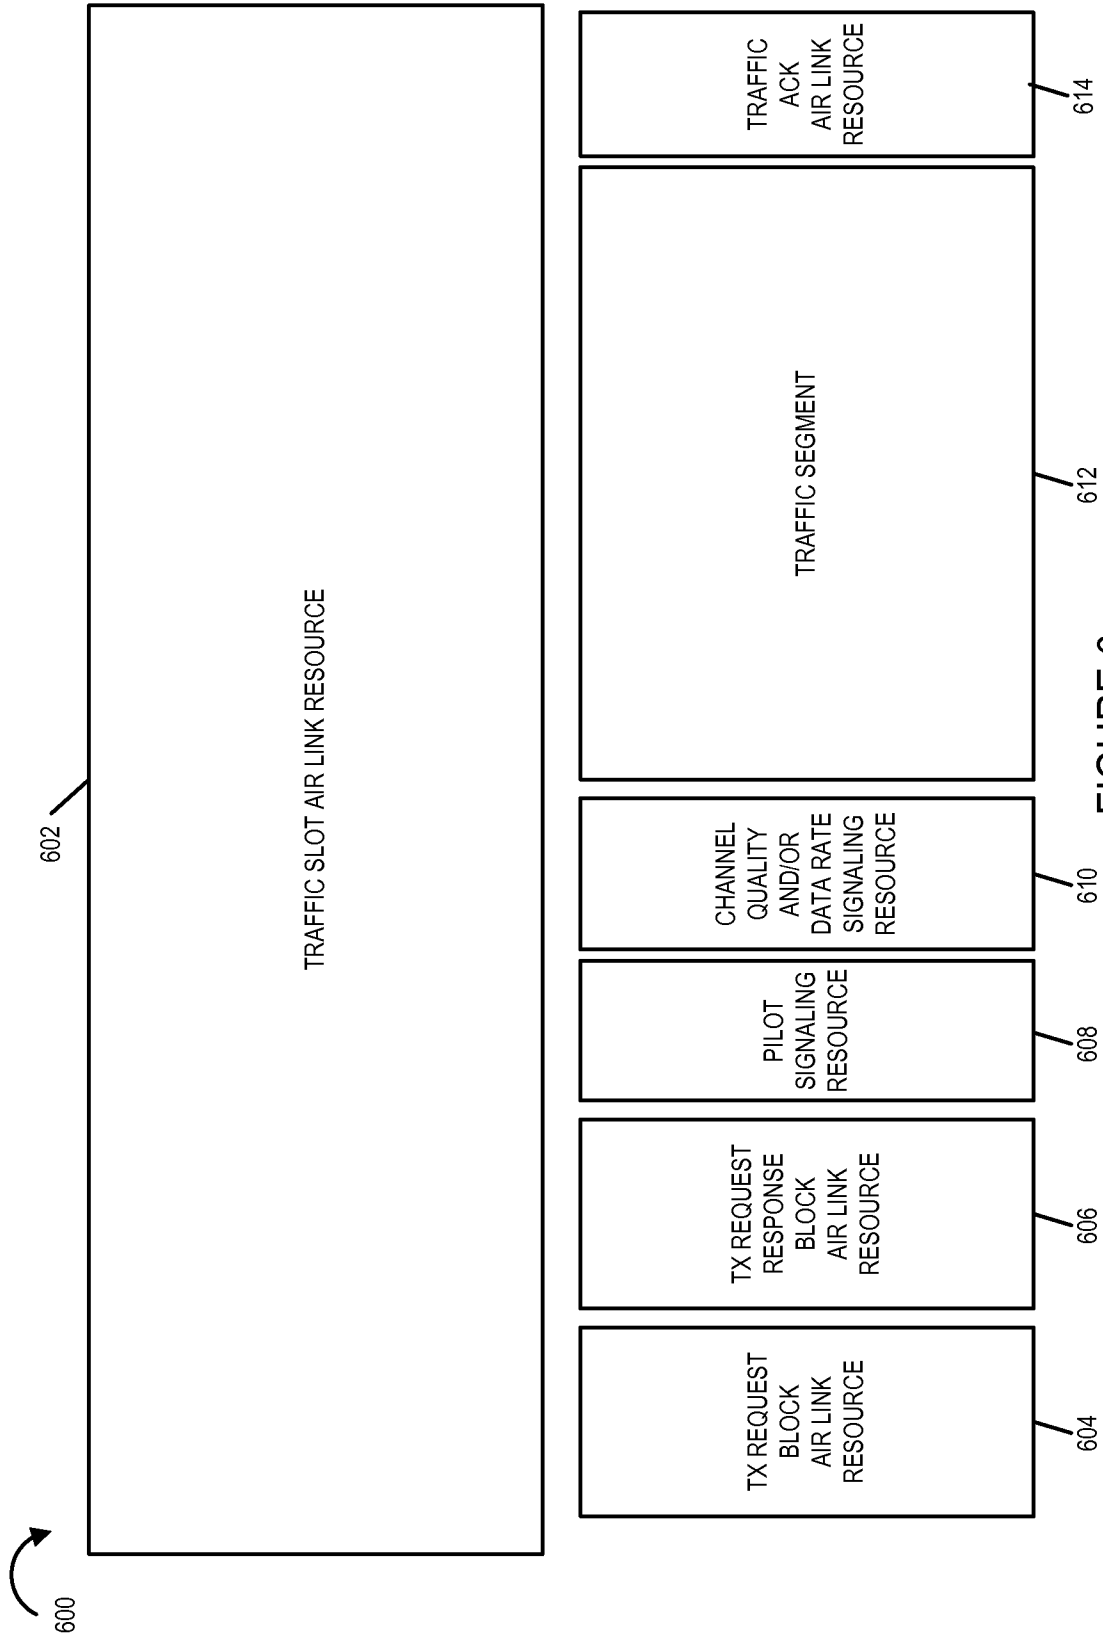 600
602
TRAFFIC SLOT AIR LINK RESOURCE
TX REQUEST
BLOCK
AIR LINK
RESOURCE
604
TX REQUEST
RESPONSE
BLOCK
AIR LINK
RESOURCE
606
PILOT
SIGNALING
RESOURCE
608
CHANNEL
QUALITY
AND/OR
DATA RATE
SIGNALING
RESOURCE
610
TRAFFIC SEGMENT
612
TRAFFIC
ACK
AIR LINK
RESOURCE
614
FIGURE